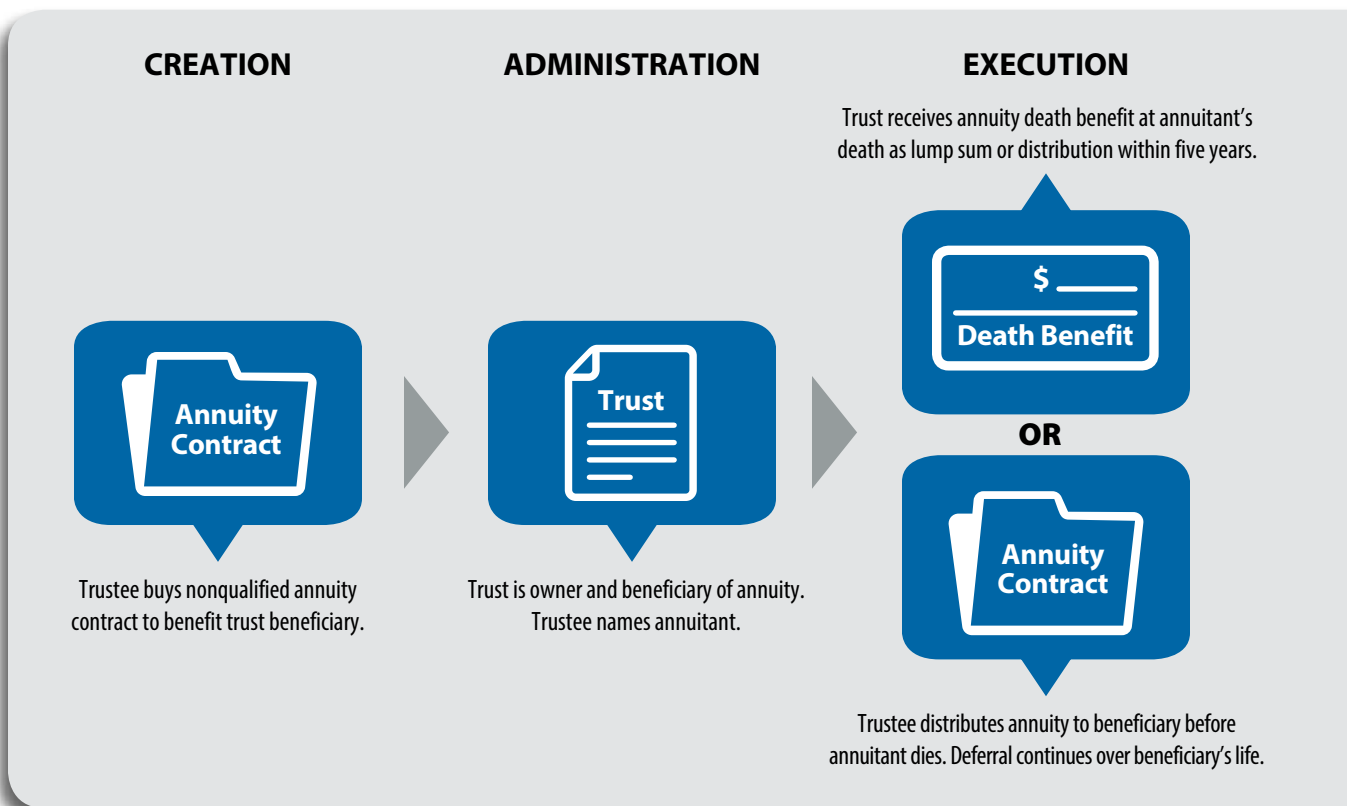 CREATION
Annuity
Contract
Trustee buys nonqualified annuity
contract to benefit trust beneficiary.
ADMINISTRATION
Trust
Trust is owner and beneficiary of annuity.
Trustee names annuitant.
EXECUTION
Trust receives annuity death benefit at annuitant’s
death as lump sum or distribution within five years.
$
Death Benefit
OR
Annuity
Contract
Trustee distributes annuity to beneficiary before
annuitant dies. Deferral continues over beneficiary’s life.